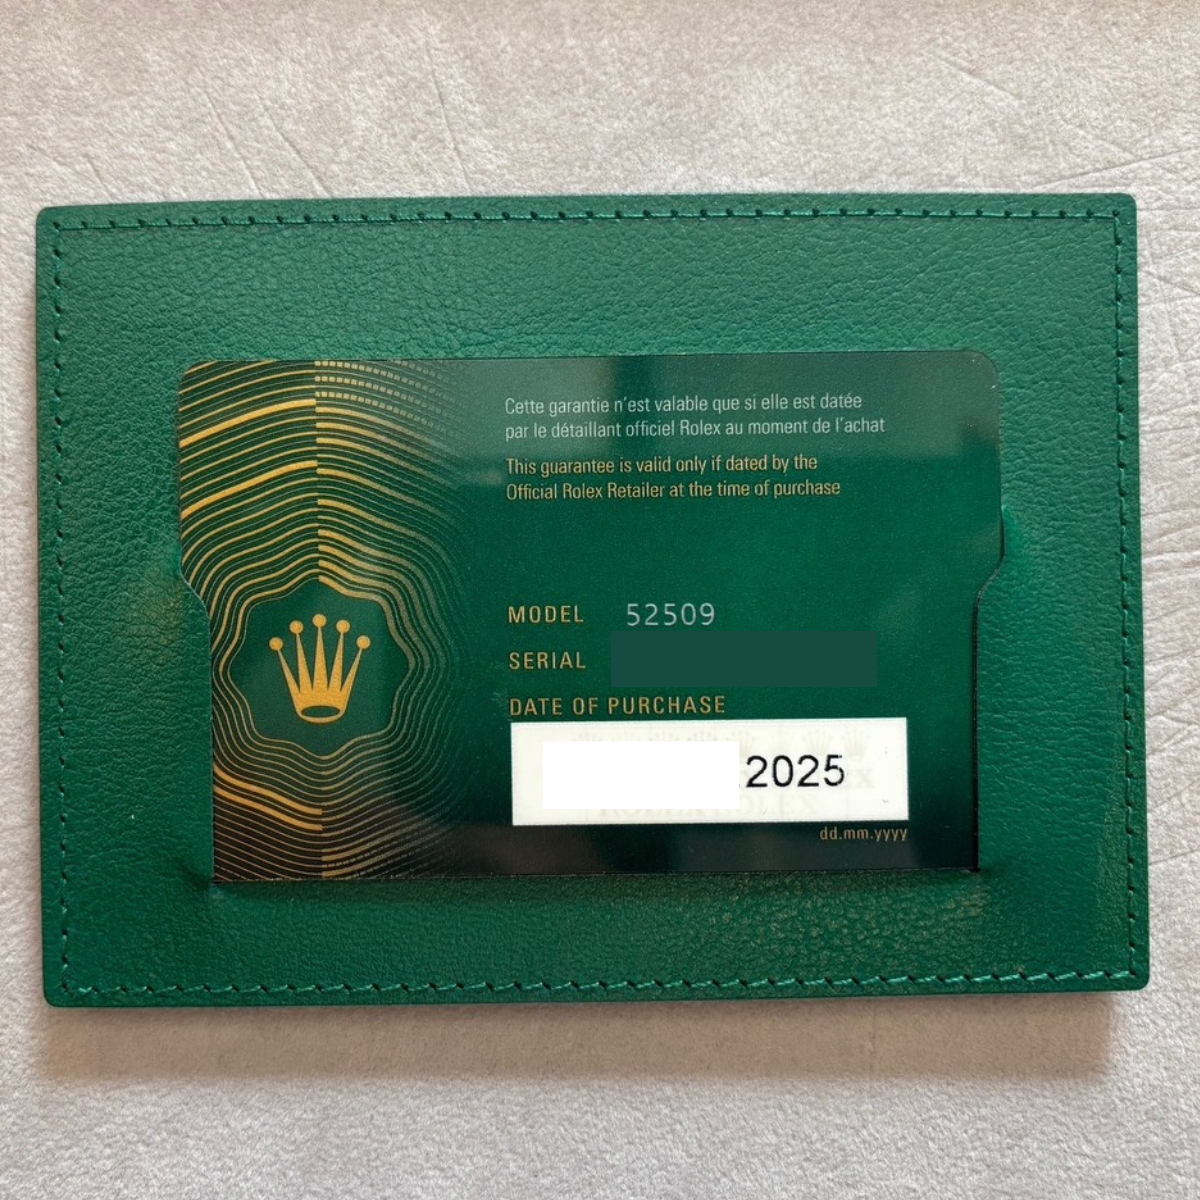 Cette garantie n'est valable que si elle est datée
par le détaillant officiel Rolex au moment de l'achat
This guarantee is valid only if dated by the
Official Rolex Retailer at the time of purchase
MODEL 52509
SERIAL
DATE OF PURCHASE
.2025
dd.mm.yyyy